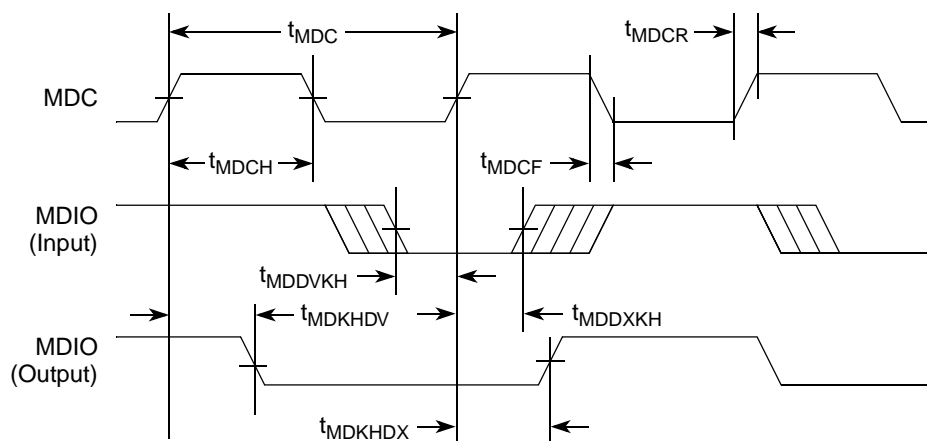 tMDC
tMDCR
MDC
tMDCH
tMDCF
MDIO
(Input)
tMDDVKH
tMDKHDV
tMDDXKH
MDIO
(Output)
tMDKHDX